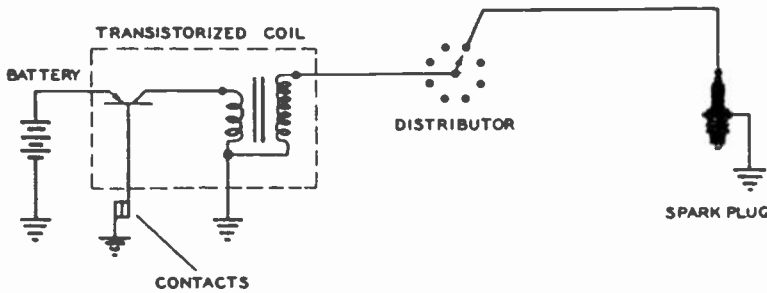 TRANSISTORIZED COIL
BATTERY
DISTRIBUTOR
SPARK PLUG
CONTACTS